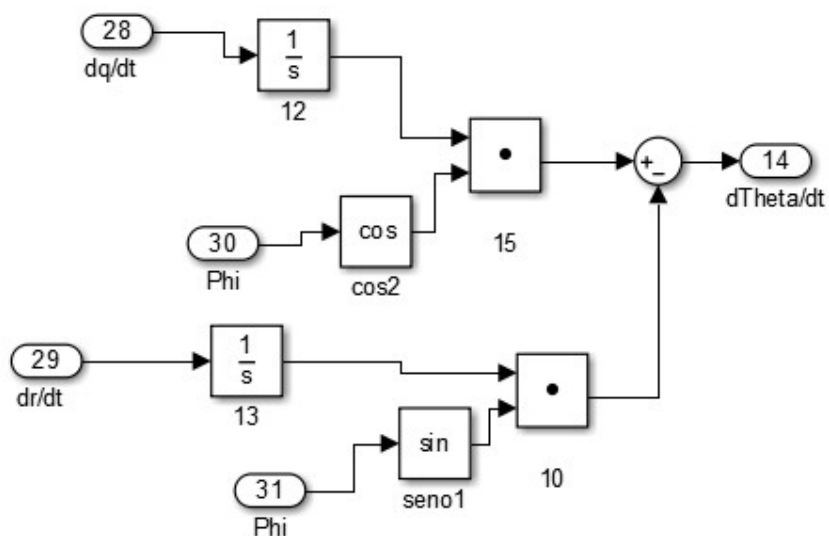 28
dq/dt
1
s
12
30
Phi
cos
cos2
15
+
−
14
dTheta/dt
29
dr/dt
1
s
13
31
Phi
sin
seno1
10